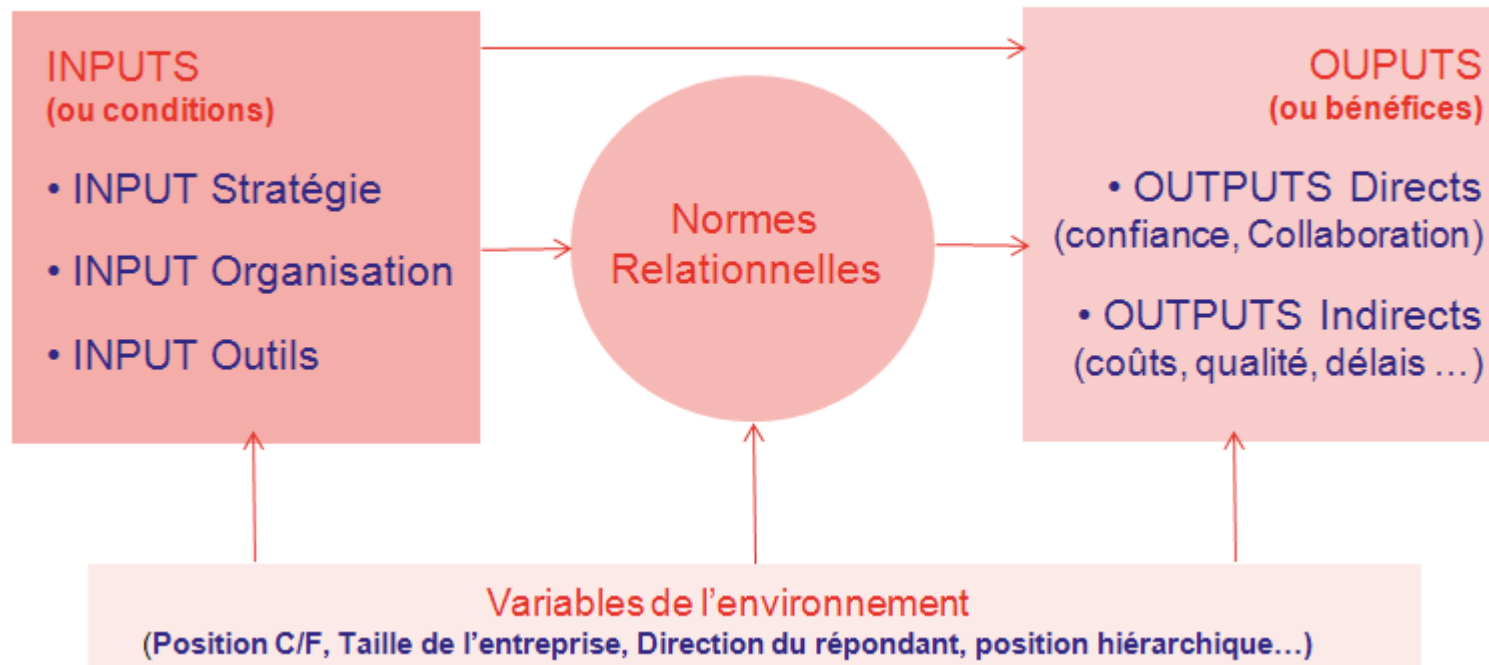 INPUTS
(ou conditions)
• INPUT Stratégie
• INPUT Organisation
• INPUT Outils
Normes
Relationnelles
OUPUTS
(ou bénéfices)
• OUTPUTS Directs
(confiance, Collaboration)
• OUTPUTS Indirects
(coûts, qualité, délais ...)
Variables de l'environnement
(Position C/F, Taille de l'entreprise, Direction du répondant, position hiérarchique...)